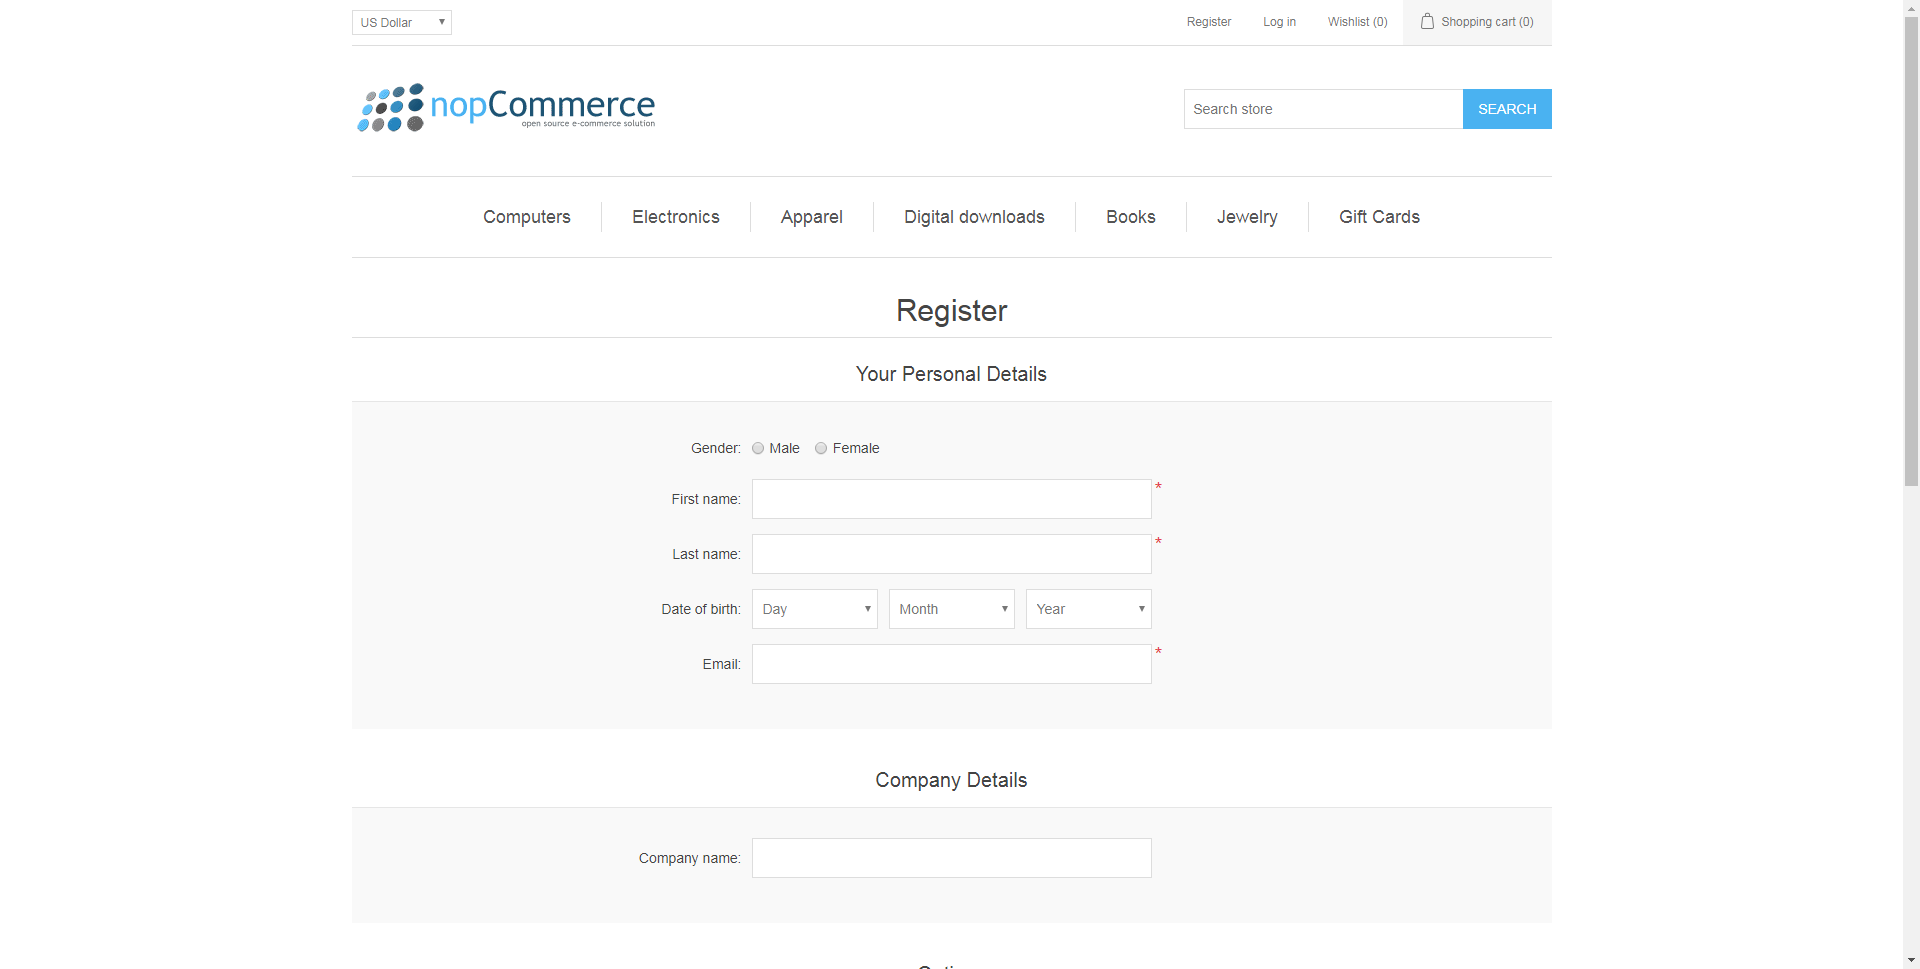 US Dollar
Register
Log in
Wishlist (0)
Shopping cart (0)
nopCommerce
open source e-commerce solution
Search store
SEARCH
Computers
Electronics
Apparel
Digital downloads
Books
Jewelry
Gift Cards
Register
Your Personal Details
Gender: Male Female
First name: *
Last name: *
Date of birth: Day Month Year
Email: *
Company Details
Company name: